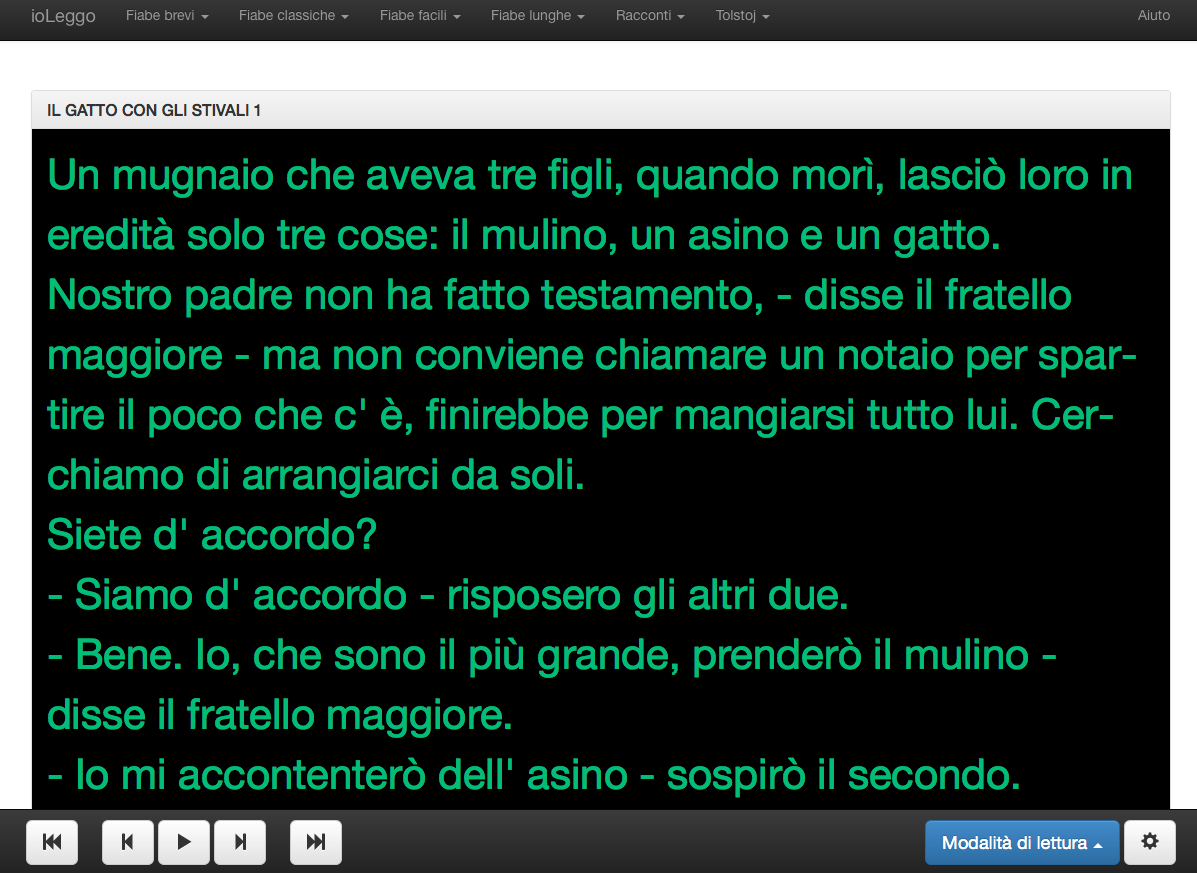 ioLeggo Fiabe brevi Fiabe classiche Fiabe facili Fiabe lunghe Racconti Tolstoj Aiuto
IL GATTO CON GLI STIVALI 1
Un mugnaio che aveva tre figli, quando morì, lasciò loro in
eredità solo tre cose: il mulino, un asino e un gatto.
Nostro padre non ha fatto testamento, - disse il fratello
maggiore - ma non conviene chiamare un notaio per spar-
tire il poco che c' è, finirebbe per mangiarsi tutto lui. Cer-
chiamo di arrangiarci da soli.
Siete d' accordo?
- Siamo d' accordo - risposero gli altri due.
- Bene. Io, che sono il più grande, prenderò il mulino -
disse il fratello maggiore.
- Io mi accontenterò dell' asino - sospirò il secondo.
Modalità di lettura